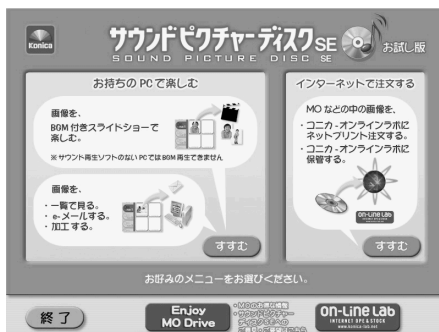 Konica
サウンドピクチャーディスクSE
SOUND PICTURE DISC SE
お試し版
お持ちのPCで楽しむ
画像を、
BGM付きスライドショーで
楽しむ。
※サウンド再生ソフトのないPCではBGM再生できません
画像を、
・一覧で見る。
・e-メールする。
・加工する。
すすむ
インターネットで注文する
MOなどの中の画像を、
・コニカ-オンラインラボに
ネットプリント注文する。
・コニカ-オンラインラボに
保管する。
On-Line Lab
すすむ
お好みのメニューをお選びください。
終了
Enjoy
MO Drive
・MOのお得な情報
・サウンドピクチャー
On-Line Lab
INTERNET DPE & STOCK
www.konica-lab.net